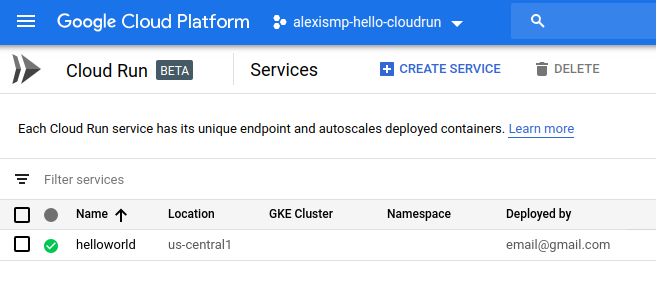 Google Cloud Platform alexismp-hello-cloudrun
Cloud Run BETA Services CREATE SERVICE DELETE
Each Cloud Run service has its unique endpoint and autoscales deployed containers. Learn more
Filter services
Name Location GKE Cluster Namespace Deployed by
helloworld us-central1 email@gmail.com